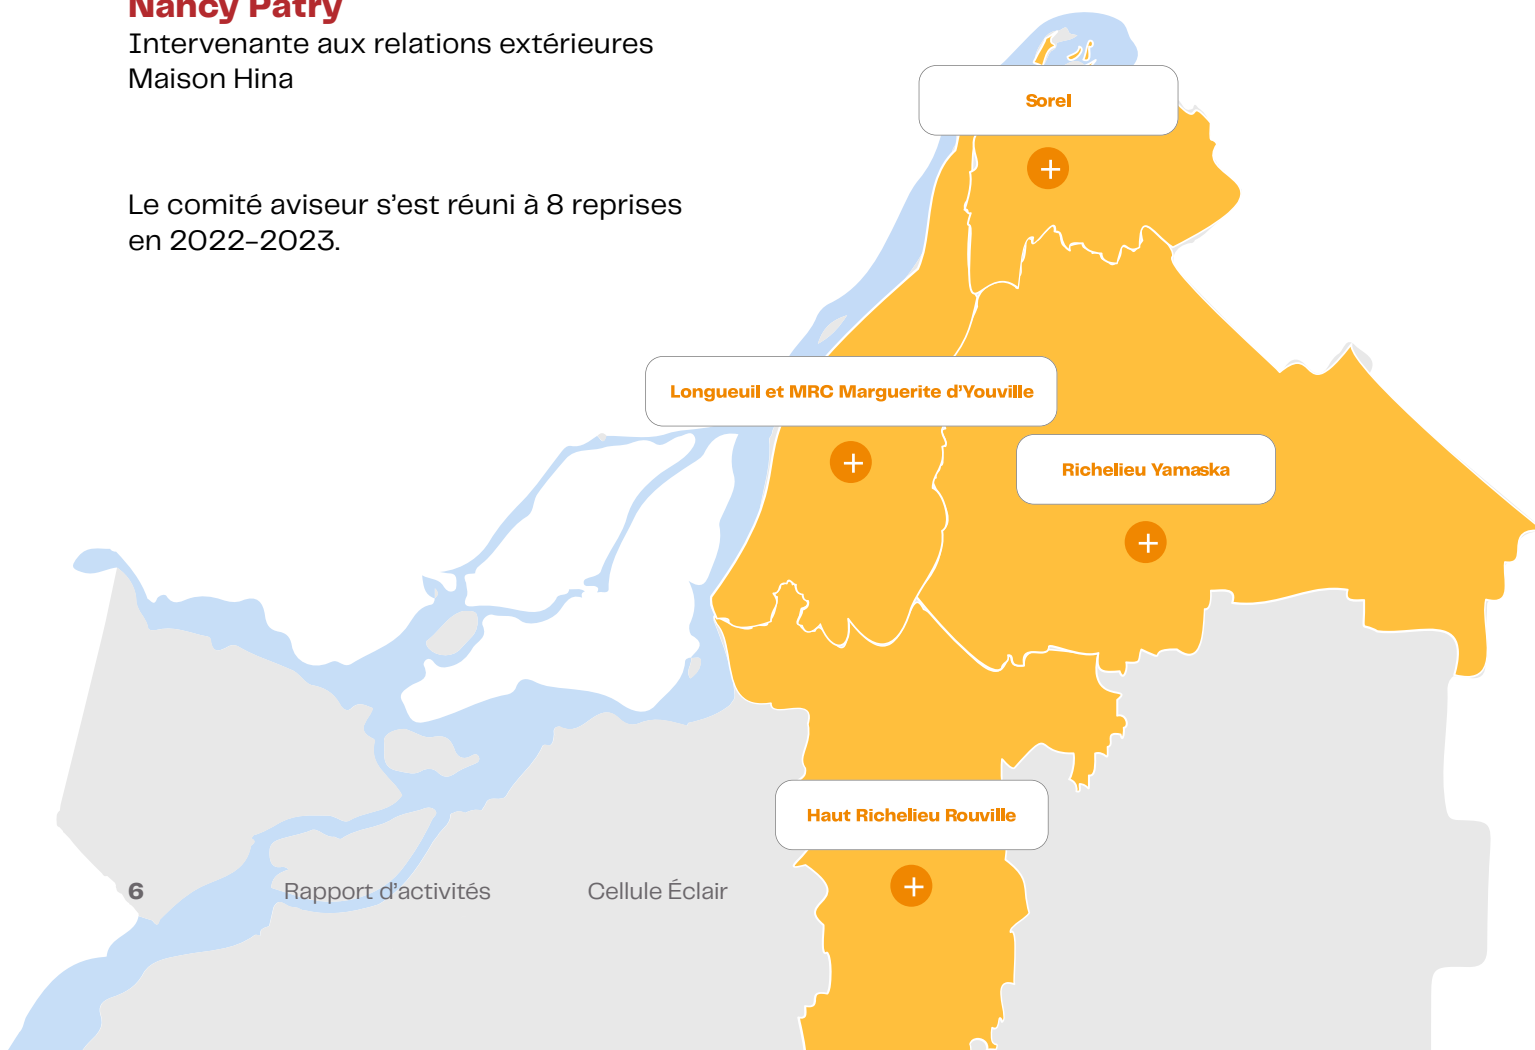 Nancy Patry
Intervenante aux relations extérieures
Maison Hina
Le comité aviseur s’est réuni à 8 reprises
en 2022–2023.
Sorel
Longueuil et MRC Marguerite d’Youville
Richelieu Yamaska
Haut Richelieu Rouville
6 Rapport d’activités Cellule Éclair